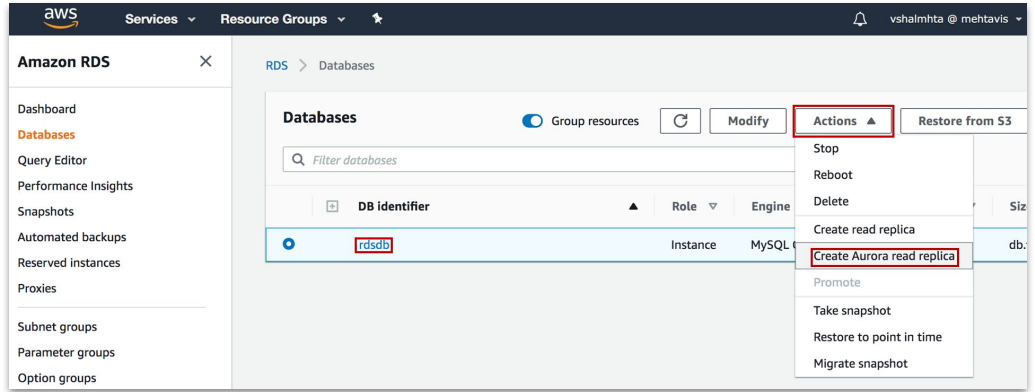 aws
Services
Resource Groups
vshalmhta @ mehtavis
Amazon RDS
Dashboard
Databases
Query Editor
Performance Insights
Snapshots
Automated backups
Reserved instances
Proxies
Subnet groups
Parameter groups
Option groups
RDS > Databases
Databases
Group resources
Modify
Actions
Restore from S3
Filter databases
DB identifier
Role
Engine
Siz
rdsdb
Instance
MySQL
db.
Stop
Reboot
Delete
Create read replica
Create Aurora read replica
Promote
Take snapshot
Restore to point in time
Migrate snapshot